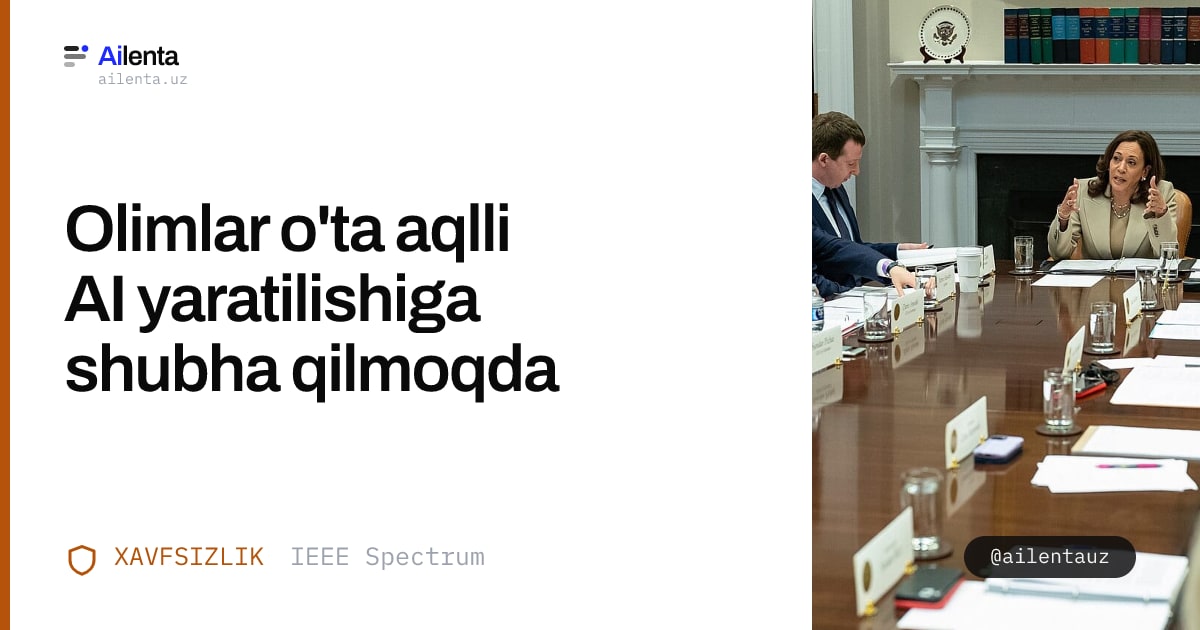 Ailenta
ailenta.uz
Olimlar o'ta aqlli
AI yaratilishiga
shubha qilmoqda
XAVFSIZLIK IEEE Spectrum
@ailentauz